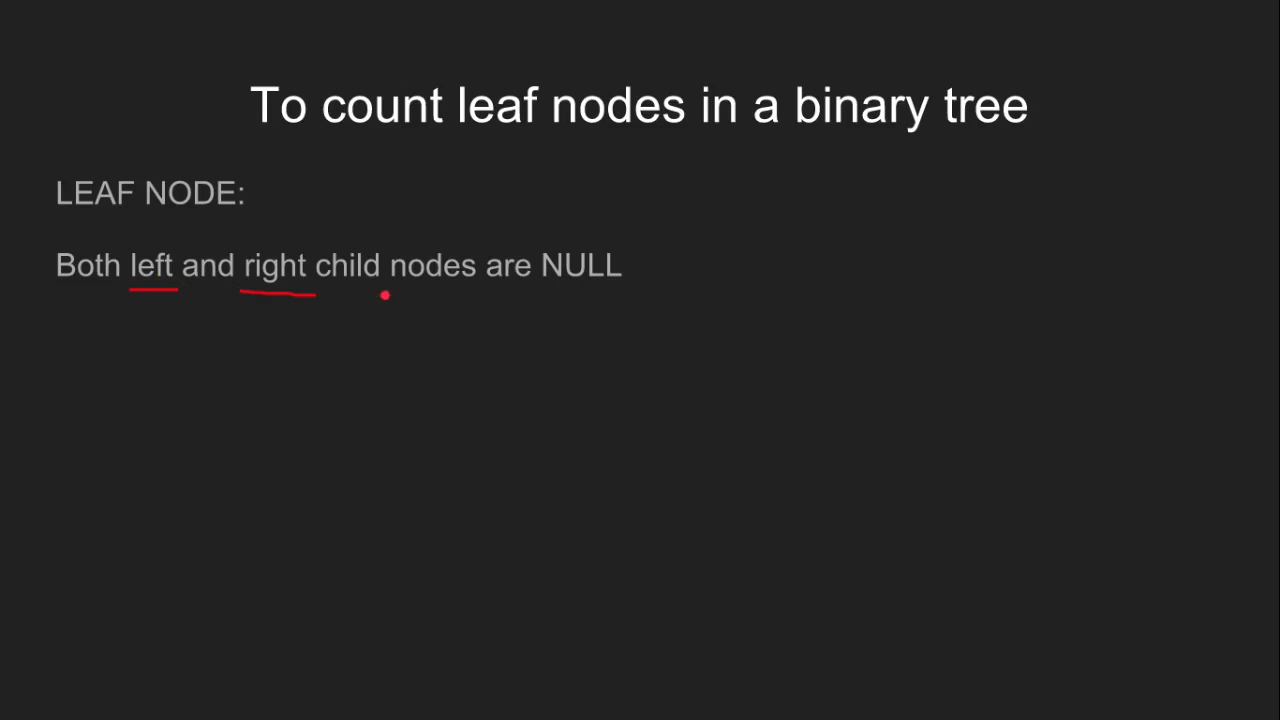 To count leaf nodes in a binary tree
LEAF NODE:
Both left and right child nodes are NULL